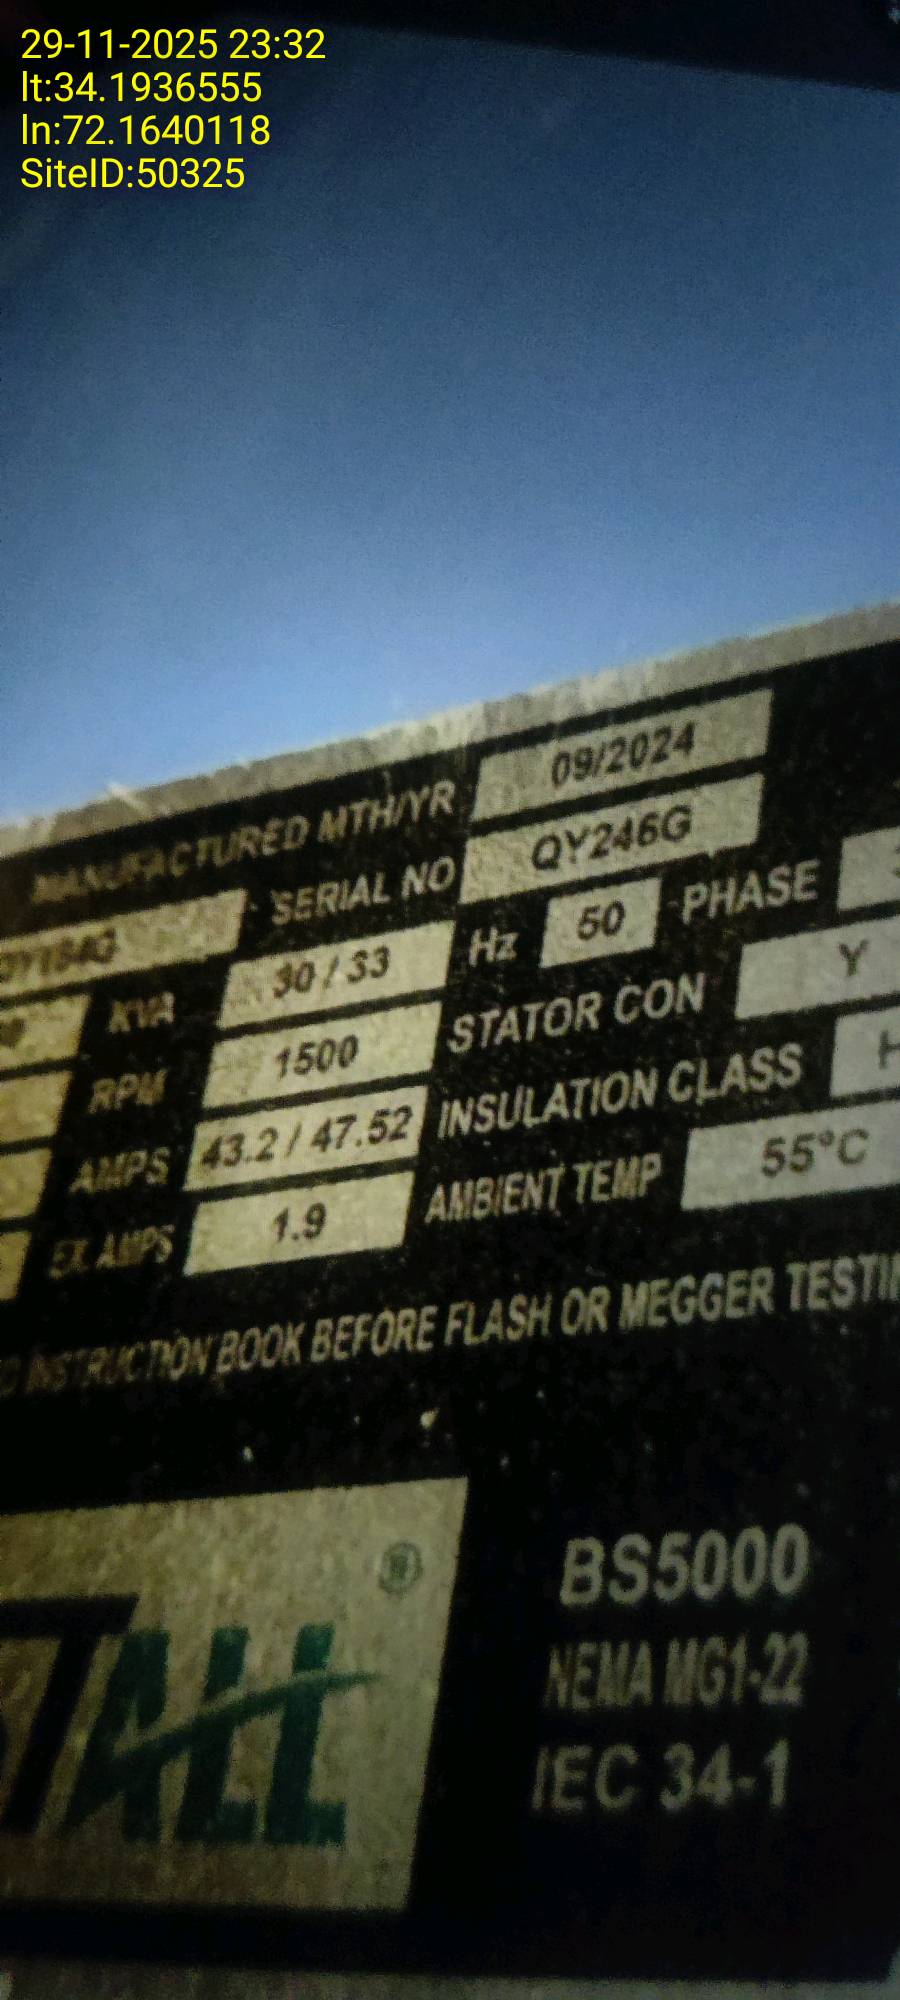 29-11-2025 23:32
lt:34.1936555
ln:72.1640118
SiteID:50325
MANUFACTURED MTH/YR 09/2024
SERIAL NO QY246G
KVA 30 / 33 Hz 50 PHASE
RPM 1500 STATOR CON Y
AMPS 43.2 / 47.52 INSULATION CLASS H
EX. AMPS 1.9 AMBIENT TEMP 55°C
INSTRUCTION BOOK BEFORE FLASH OR MEGGER TESTIN
TALL ®
BS5000
NEMA MG1-22
IEC 34-1